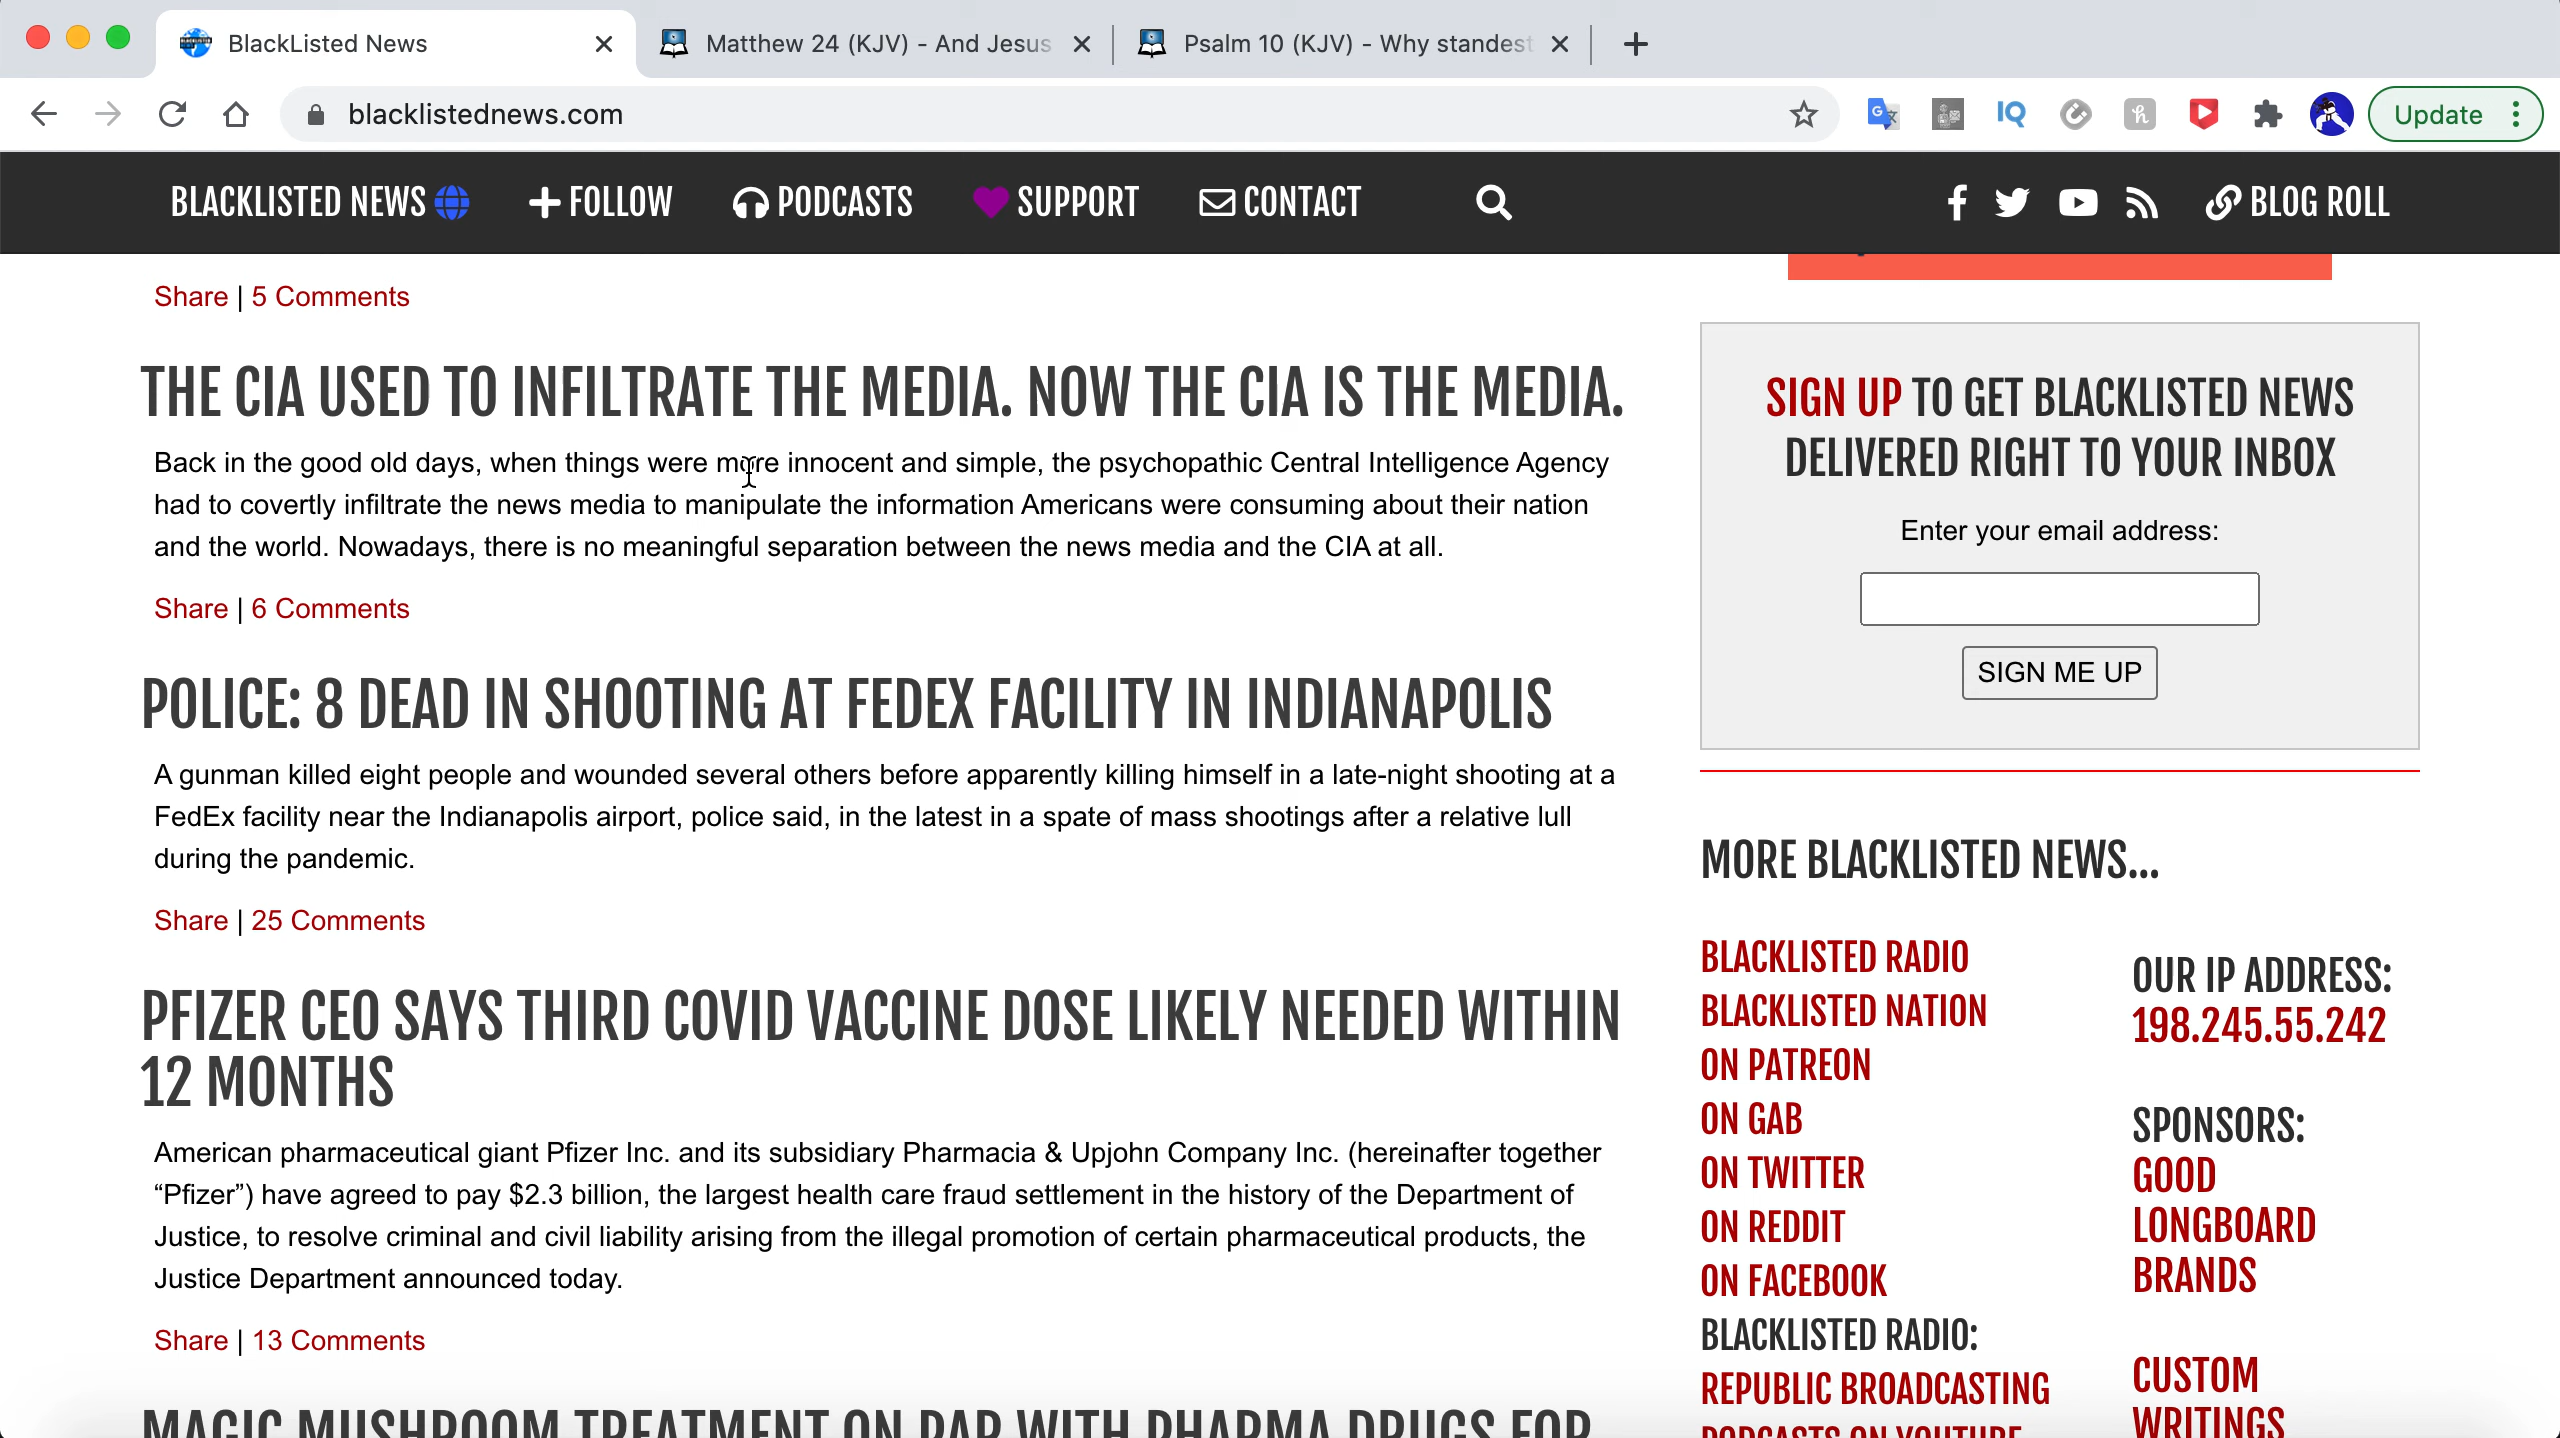 BlackListed News
Matthew 24 (KJV) - And Jesus
Psalm 10 (KJV) - Why standest
blacklistednews.com
IQ
Update
BLACKLISTED NEWS
FOLLOW
PODCASTS
SUPPORT
CONTACT
BLOG ROLL
Share | 5 Comments
THE CIA USED TO INFILTRATE THE MEDIA. NOW THE CIA IS THE MEDIA.
Back in the good old days, when things were more innocent and simple, the psychopathic Central Intelligence Agency
had to covertly infiltrate the news media to manipulate the information Americans were consuming about their nation
and the world. Nowadays, there is no meaningful separation between the news media and the CIA at all.
Share | 6 Comments
POLICE: 8 DEAD IN SHOOTING AT FEDEX FACILITY IN INDIANAPOLIS
A gunman killed eight people and wounded several others before apparently killing himself in a late-night shooting at a
FedEx facility near the Indianapolis airport, police said, in the latest in a spate of mass shootings after a relative lull
during the pandemic.
Share | 25 Comments
PFIZER CEO SAYS THIRD COVID VACCINE DOSE LIKELY NEEDED WITHIN
12 MONTHS
American pharmaceutical giant Pfizer Inc. and its subsidiary Pharmacia & Upjohn Company Inc. (hereinafter together
“Pfizer”) have agreed to pay $2.3 billion, the largest health care fraud settlement in the history of the Department of
Justice, to resolve criminal and civil liability arising from the illegal promotion of certain pharmaceutical products, the
Justice Department announced today.
Share | 13 Comments
MAGIC MUSHROOM TREATMENT ON PAR WITH PHARMA DRUGS FOR
SIGN UP TO GET BLACKLISTED NEWS
DELIVERED RIGHT TO YOUR INBOX
Enter your email address:
SIGN ME UP
MORE BLACKLISTED NEWS...
BLACKLISTED RADIO
BLACKLISTED NATION
ON PATREON
ON GAB
ON TWITTER
ON REDDIT
ON FACEBOOK
BLACKLISTED RADIO:
REPUBLIC BROADCASTING
PODCASTS ON YOUTUBE
OUR IP ADDRESS:
198.245.55.242
SPONSORS:
GOOD
LONGBOARD
BRANDS
CUSTOM
WRITINGS